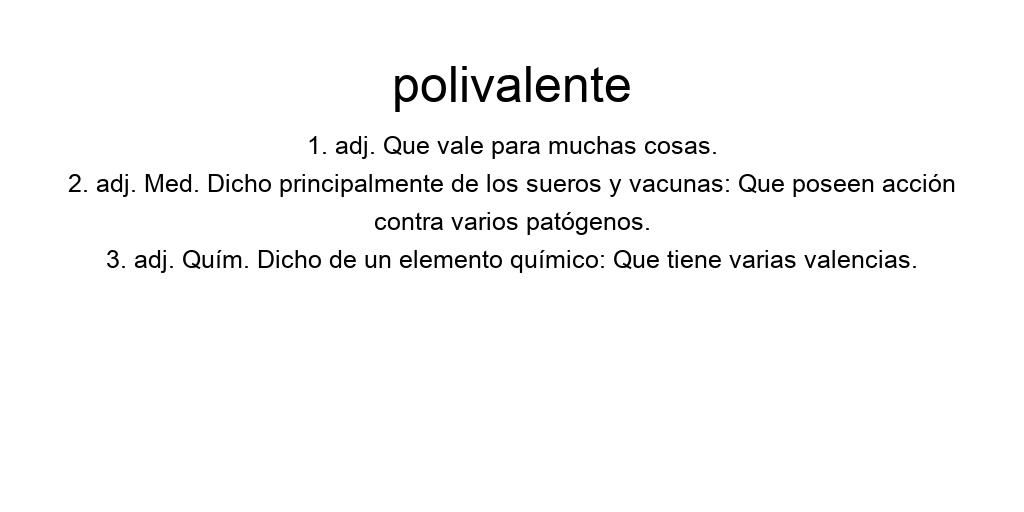 polivalente
1. adj. Que vale para muchas cosas.
2. adj. Med. Dicho principalmente de los sueros y vacunas: Que poseen acción
contra varios patógenos.
3. adj. Quím. Dicho de un elemento químico: Que tiene varias valencias.